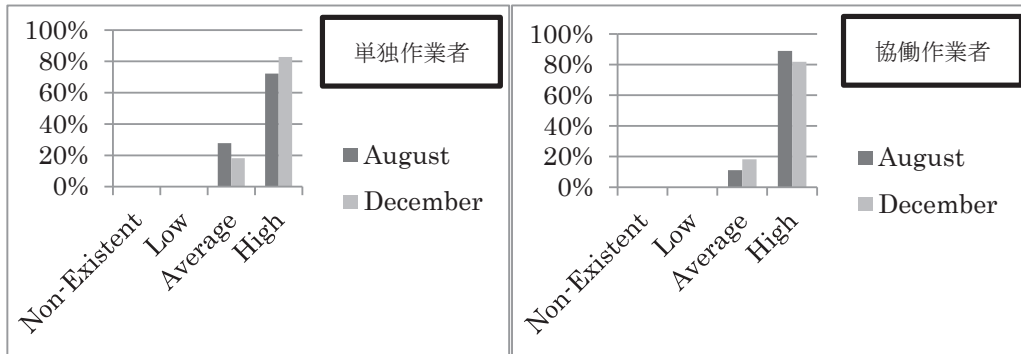 100%
80%
60%
40%
20%
0%
Non-Existent
Low
Average
High
単独作業者
August
December
100%
80%
60%
40%
20%
0%
Non-Existent
Low
Average
High
協働作業者
August
December